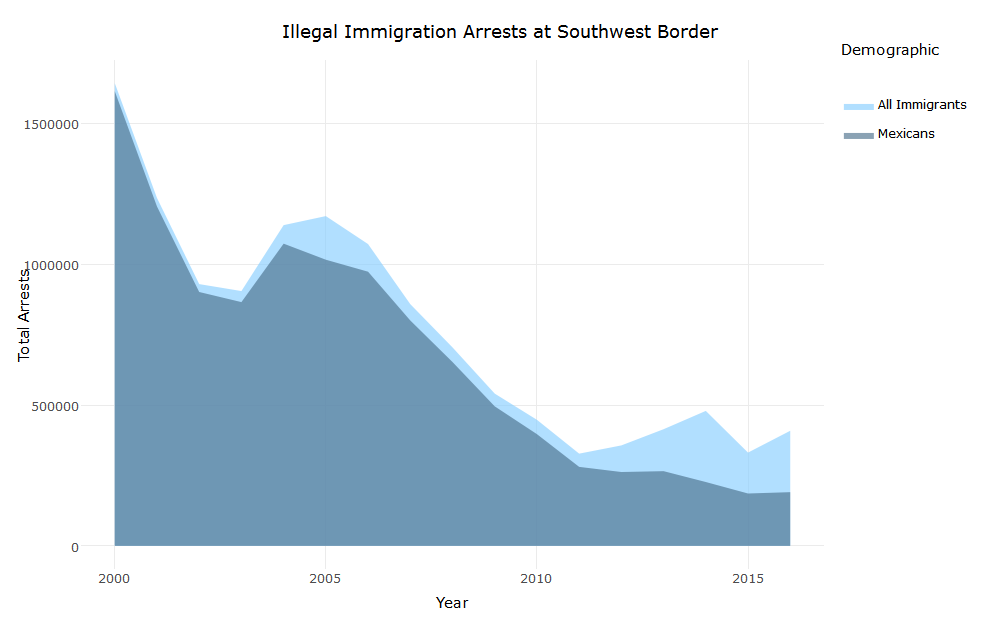 Illegal Immigration Arrests at Southwest Border
Demographic
All Immigrants
Mexicans
Total Arrests
1500000
1000000
500000
0
2000
2005
2010
2015
Year